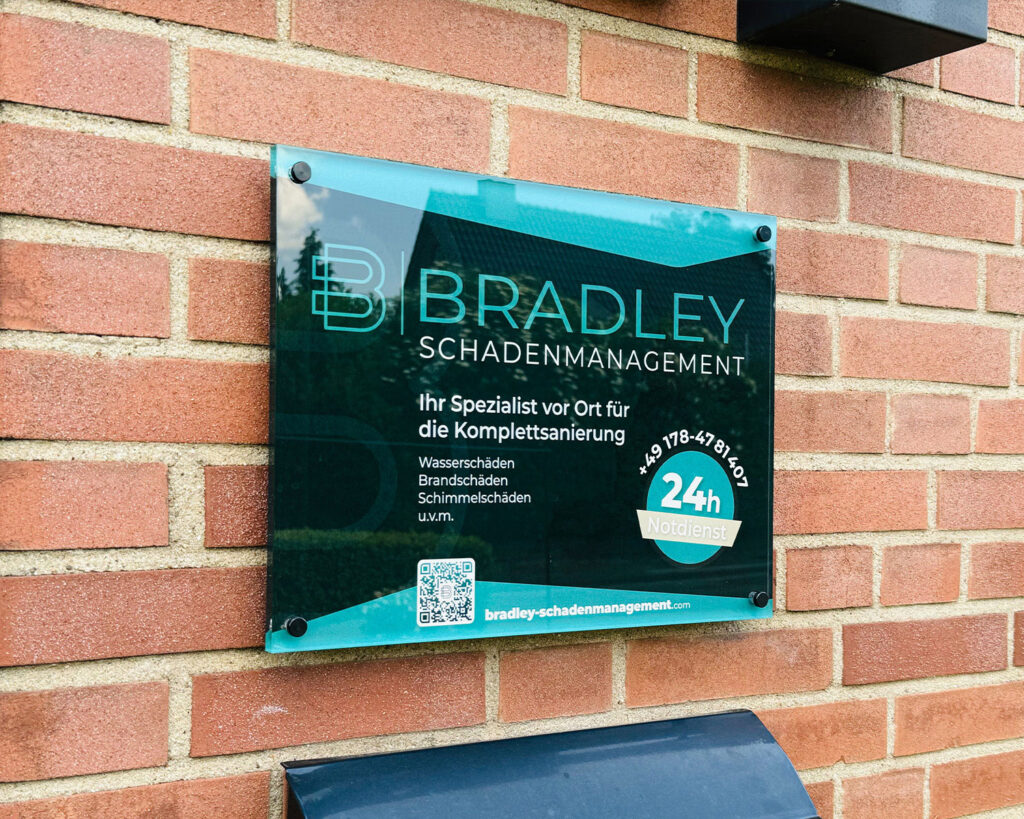 BRADLEY
SCHADENMANAGEMENT
Ihr Spezialist vor Ort für
die Komplettsanierung
Wasserschäden
Brandschäden
Schimmelschäden
u.v.m.
+49 178-4781407
24h
Notdienst
bradley-schadenmanagement.com